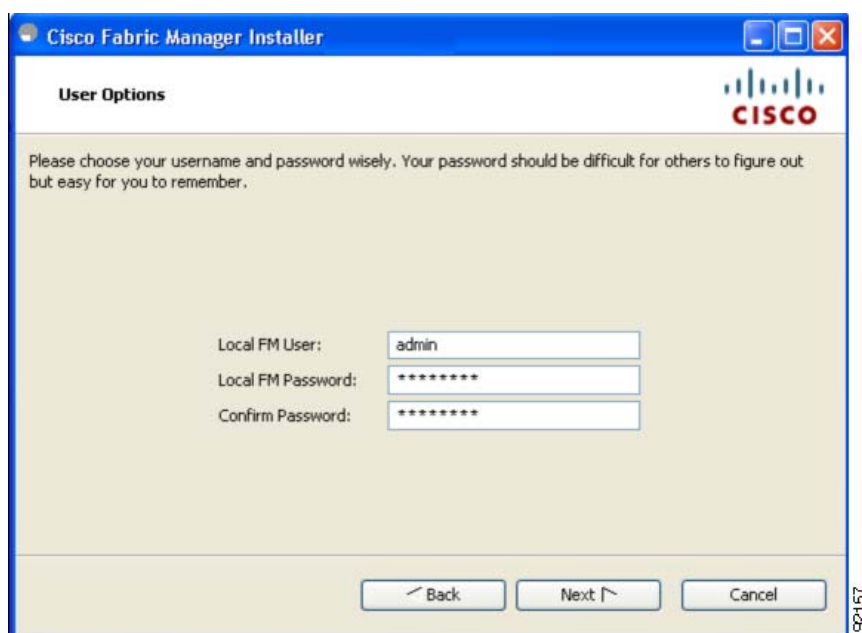 Cisco Fabric Manager Installer
User Options
CISCO
Please choose your username and password wisely. Your password should be difficult for others to figure out
but easy for you to remember.
Local FM User: admin
Local FM Password: ********
Confirm Password: ********
Back Next Cancel